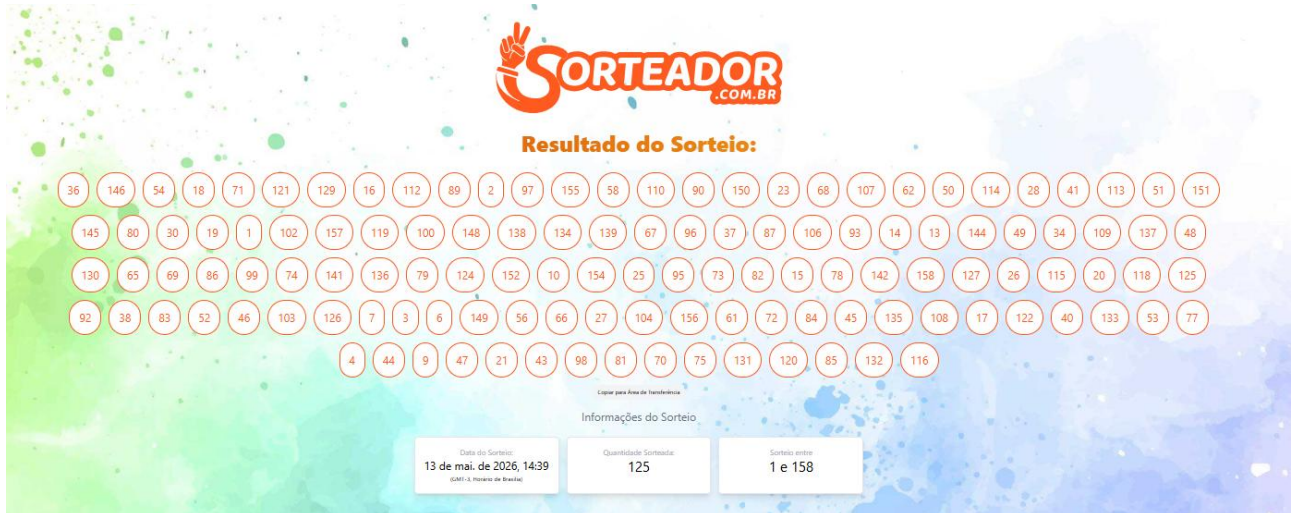 SORTEADOR
.COM.BR
Resultado do Sorteio:
36 146 54 18 71 121 129 16 112 89 2 97 155 58 110 90 150 23 68 107 62 50 114 28 41 113 51 151
145 80 30 19 1 102 157 119 100 148 138 134 139 67 96 37 87 106 93 14 13 144 49 34 109 137 48
130 65 69 86 99 74 141 136 79 124 152 10 154 25 95 73 82 15 78 142 158 127 26 115 20 118 125
92 38 83 52 46 103 126 7 3 6 149 56 66 27 104 156 61 72 84 45 135 108 17 122 40 133 53 77
4 44 9 47 21 43 98 81 70 75 131 120 85 132 116
Copiar para Área de Transferência
Informações do Sorteio
Data do Sorteio: Quantidade Sorteada: Sorteio entre
13 de mai. de 2026, 14:39 125 1 e 158
(GMT-3, Horário de Brasília)